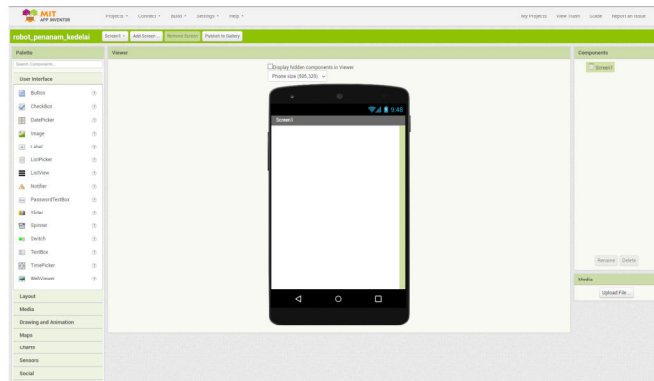 MIT
APP INVENTOR
Projects Connect Build Settings Help
My Projects View Trash Guide Report an Issue
robot_penanam_kedelai
Screen1 Add Screen ... Remove Screen Publish to Gallery
Palette
Search Components...
User Interface
Button
CheckBox
DatePicker
Image
Label
ListPicker
ListView
Notifier
PasswordTextBox
Slider
Spinner
Switch
TextBox
TimePicker
WebViewer
Layout
Media
Drawing and Animation
Maps
Charts
Sensors
Social
Viewer
Display hidden components in Viewer
Phone size (505,320)
9:48
Screen1
Components
Screen1
Rename Delete
Media
Upload File ...